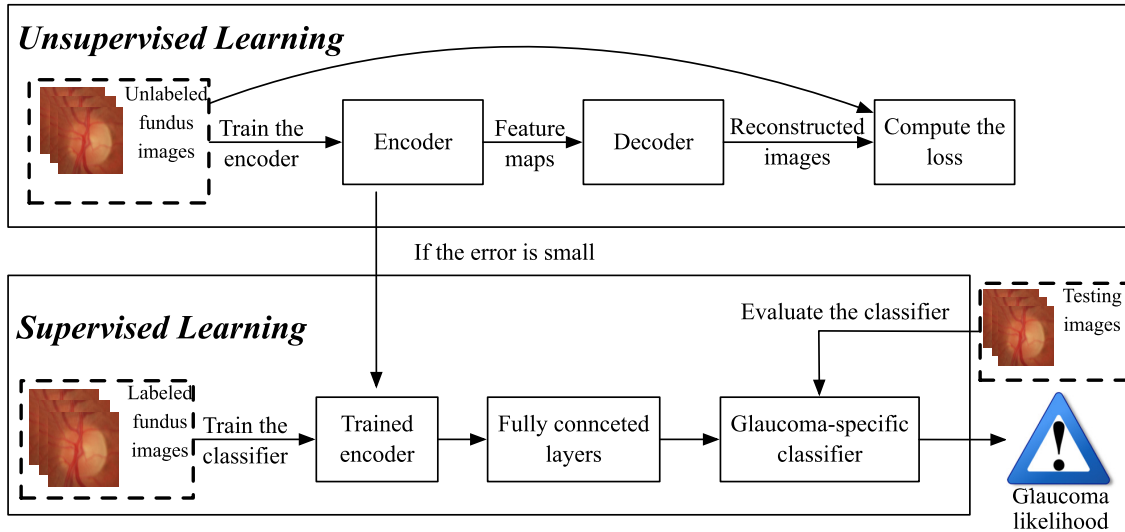 Unsupervised Learning
Unlabeled
fundus
images
Train the
encoder
Encoder
Feature
maps
Decoder
Reconstructed
images
Compute the
loss
If the error is small
Supervised Learning
Evaluate the classifier
Testing
images
Labeled
fundus
images
Train the
classifier
Trained
encoder
Fully connceted
layers
Glaucoma-specific
classifier
Glaucoma
likelihood